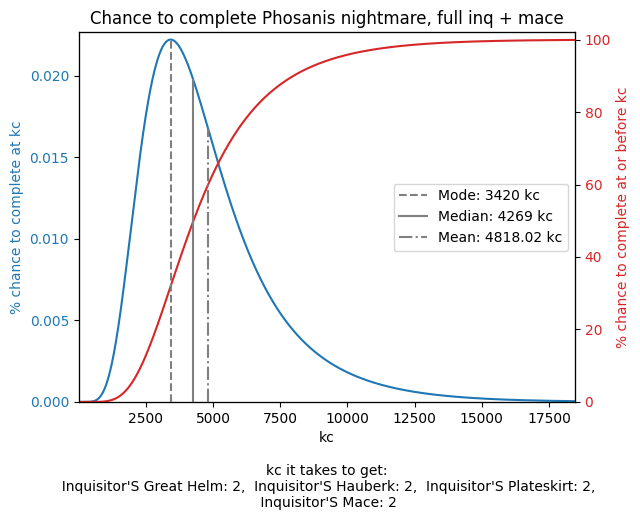 Chance to complete Phosanis nightmare, full inq + mace
% chance to complete at kc
0.020
0.015
0.010
0.005
0.000
100
80
60
40
20
0
% chance to complete at or before kc
Mode: 3420 kc
Median: 4269 kc
Mean: 4818.02 kc
2500 5000 7500 10000 12500 15000 17500
kc
kc it takes to get:
Inquisitor'S Great Helm: 2, Inquisitor'S Hauberk: 2, Inquisitor'S Plateskirt: 2,
Inquisitor'S Mace: 2